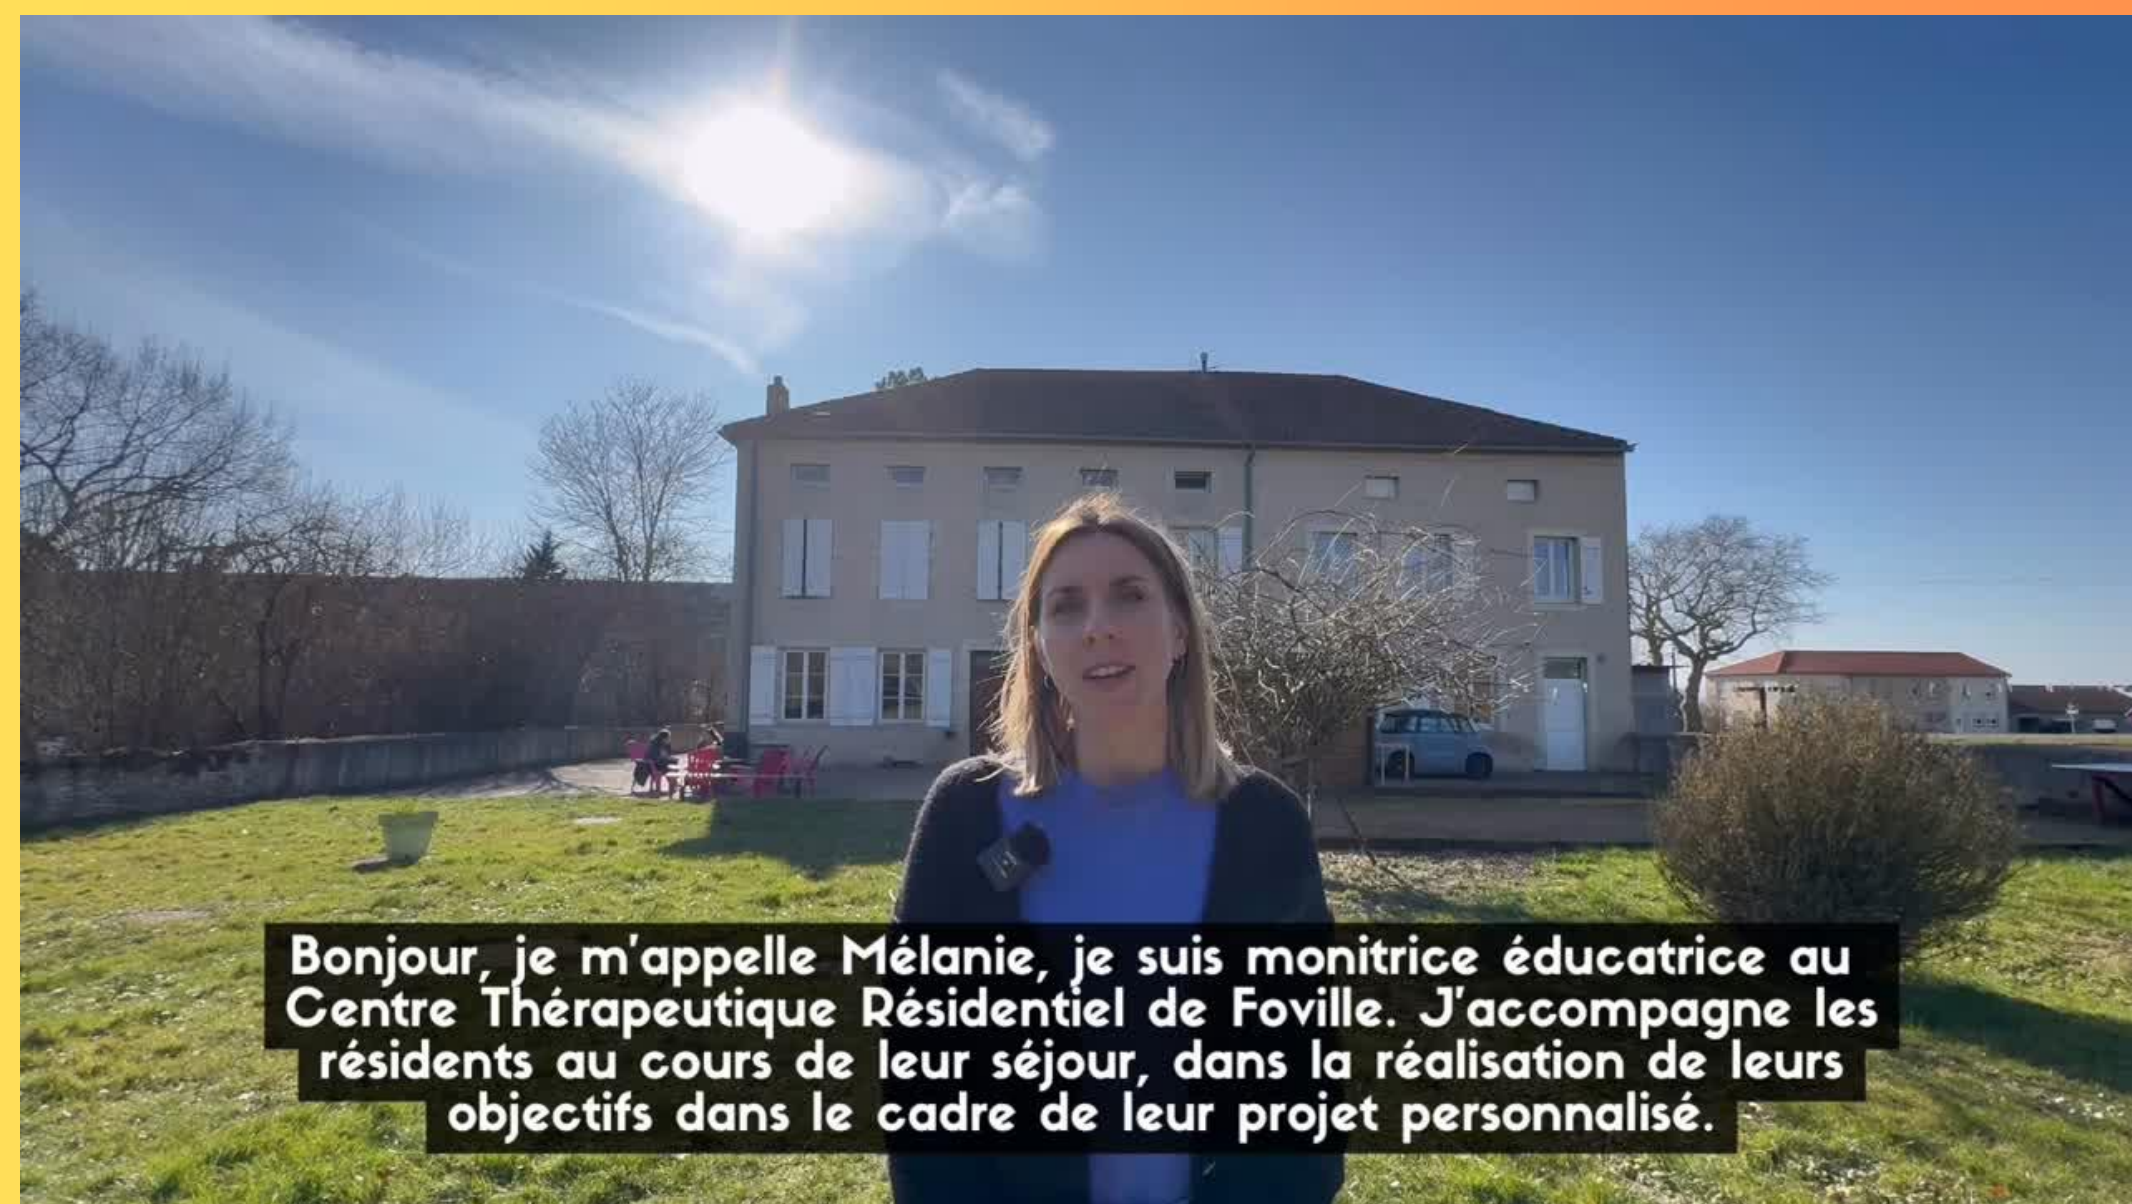 Bonjour, je m'appelle Mélanie, je suis monitrice éducatrice au
Centre Thérapeutique Résidentiel de Foville. J'accompagne les
résidents au cours de leur séjour, dans la réalisation de leurs
objectifs dans le cadre de leur projet personnalisé.